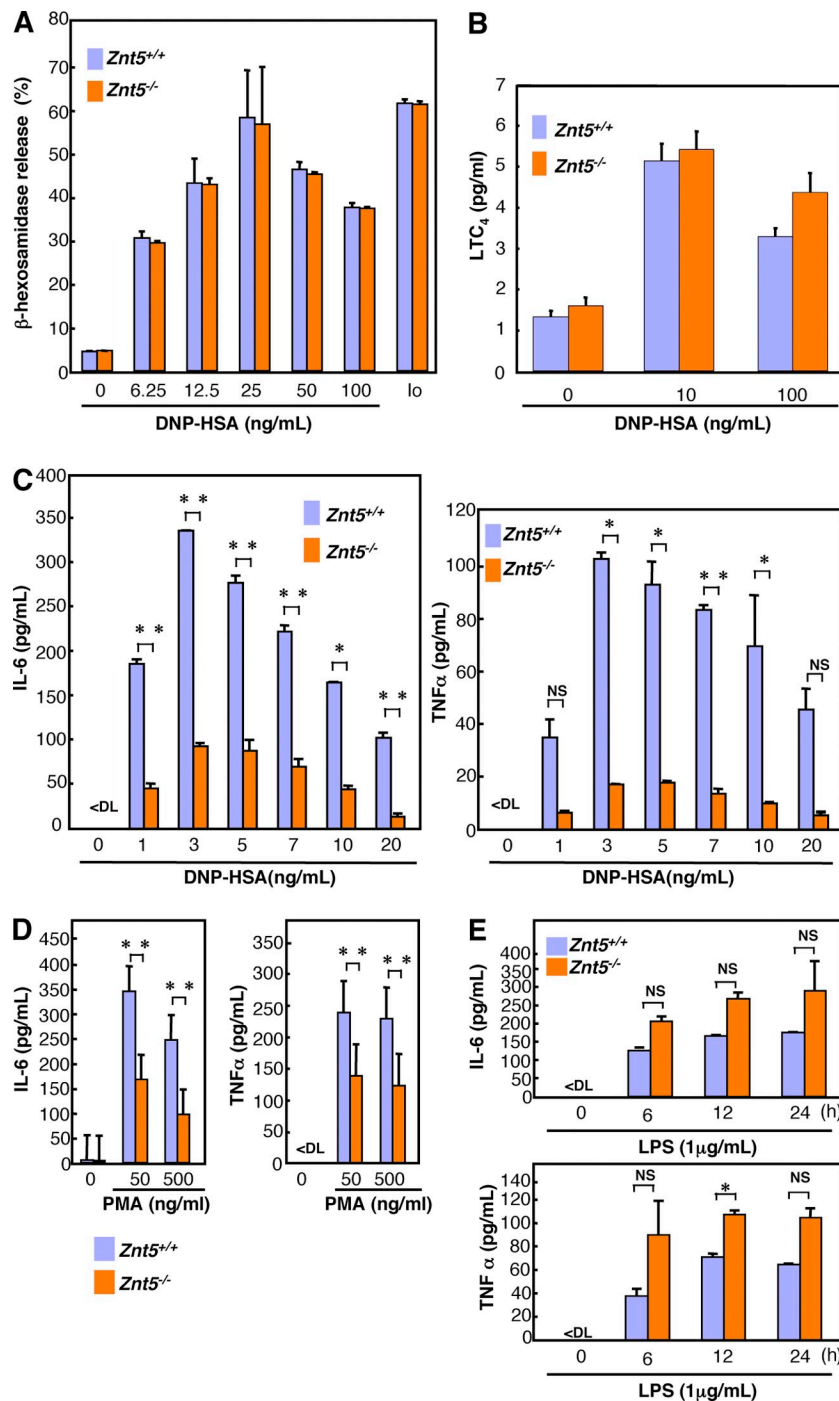 A
β-hexosamidase release (%)
80
70
60
50
40
30
20
10
0
Znt5+/+
Znt5-/-
0 6.25 12.5 25 50 100 Io
DNP-HSA (ng/mL)
B
LTC4 (pg/ml)
7
6
5
4
3
2
1
0
Znt5+/+
Znt5-/-
0 10 100
DNP-HSA (ng/mL)
C
IL-6 (pg/mL)
400
350
300
250
200
150
100
50
0
Znt5+/+
Znt5-/-
<DL
* *
* *
* *
* *
*
* *
0 1 3 5 7 10 20
DNP-HSA(ng/mL)
TNFα (pg/mL)
120
100
80
60
40
20
0
Znt5+/+
Znt5-/-
<DL
NS
*
*
* *
*
NS
0 1 3 5 7 10 20
DNP-HSA(ng/mL)
D
IL-6 (pg/mL)
450
400
350
300
250
200
150
100
50
0
* *
* *
0 50 500
PMA (ng/ml)
TNFα (pg/mL)
350
300
250
200
150
100
50
0
<DL
* *
* *
0 50 500
PMA (ng/ml)
Znt5+/+
Znt5-/-
E
IL-6 (pg/mL)
400
350
300
250
200
150
100
50
0
Znt5+/+
Znt5-/-
<DL
NS
NS
NS
0 6 12 24 (h)
LPS (1μg/mL)
TNF α (pg/mL)
140
120
100
80
60
40
20
0
<DL
NS
*
NS
0 6 12 24 (h)
LPS (1μg/mL)